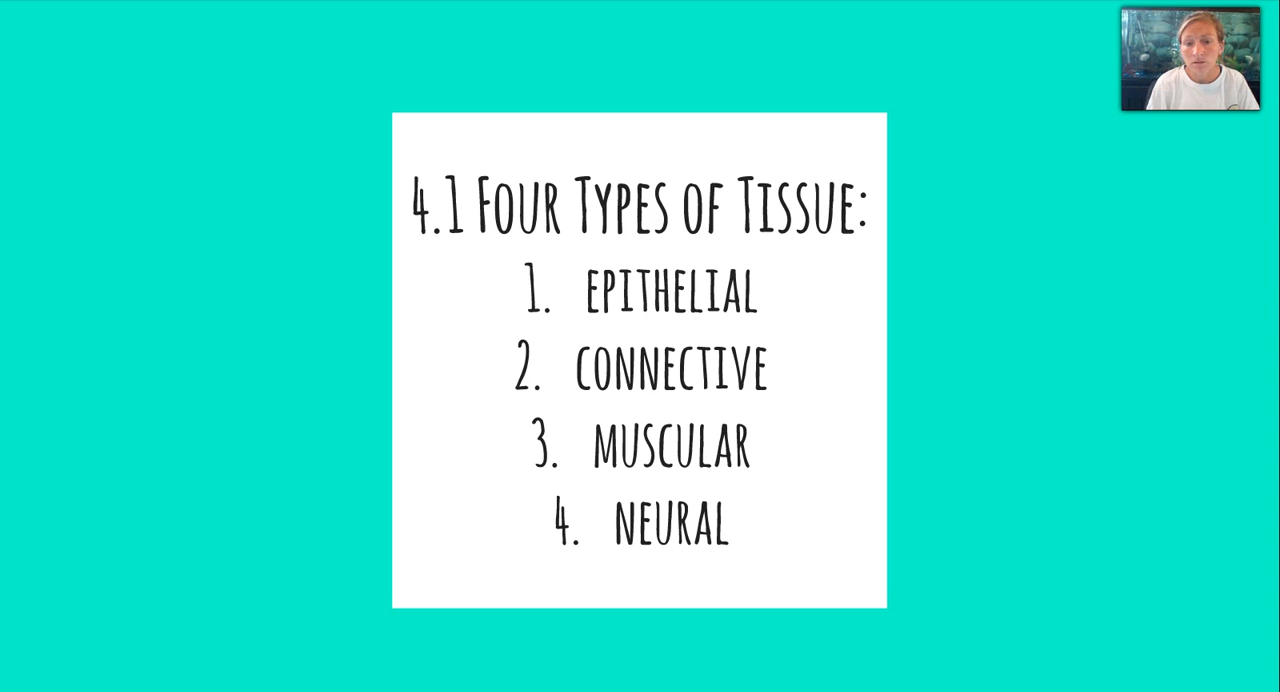 4.1 Four Types of Tissue:
1. epithelial
2. connective
3. muscular
4. neural